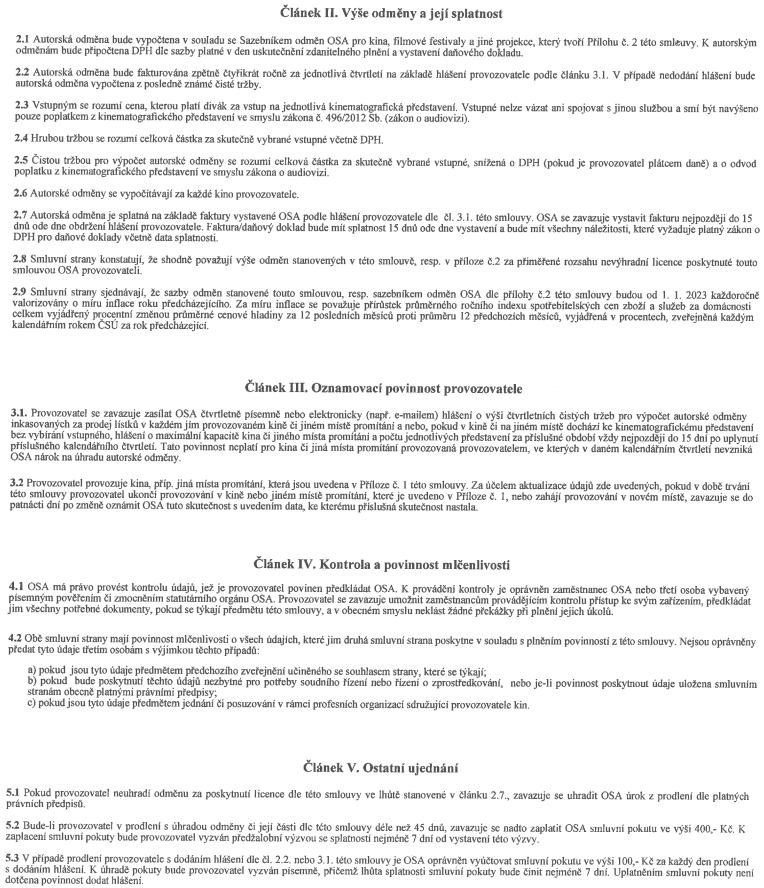 Článek II. Výše odměny a její splatnost
2.1 Autorská odměna bude vypočtena v souladu se Sazebníkem odměn OSA pro kina, filmové festivaly a jiné projekce, který tvoří Přílohu č. 2 této smlouvy. K autorským
odměnám bude připočtena DPH dle sazby platné v den uskutečnění zdanitelného plnění a vystavení daňového dokladu.
2.2 Autorská odměna bude fakturována zpětně čtyřikrát ročně za jednotlivá čtvrtletí na základě hlášení provozovatele podle článku 3.1. V případě nedodání hlášení bude
autorská odměna vypočtena z posledně známé čisté tržby.
2.3 Vstupným se rozumí cena, kterou platí divák za vstup na jednotlivá kinematografická představení. Vstupné nelze vázat ani spojovat s jinou službou a smí být navýšeno
pouze poplatkem z kinematografického představení ve smyslu zákona č. 496/2012 Sb. (zákon o audiovizi).
2.4 Hrubou tržbou se rozumí celková částka za skutečně vybrané vstupné včetně DPH.
2.5 Čistou tržbou pro výpočet autorské odměny se rozumí celková částka za skutečně vybrané vstupné, snížená o DPH (pokud je provozovatel plátcem daně) a o odvod
poplatku z kinematografického představení ve smyslu zákona o audiovizi.
2.6 Autorské odměny se vypočítávají za každé kino provozovatele.
2.7 Autorská odměna je splatná na základě faktury vystavené OSA podle hlášení provozovatele dle čl. 3.1. této smlouvy. OSA se zavazuje vystavit fakturu nejpozději do 15
dnů ode dne obdržení hlášení provozovatele. Faktura/daňový doklad bude mít splatnost 15 dnů ode dne vystavení a bude mít všechny náležitosti, které vyžaduje platný zákon o
DPH pro daňové doklady včetně data splatnosti.
2.8 Smluvní strany konstatují, že shodně považují výše odměn stanovených v této smlouvě, resp. v příloze č.2 za přiměřené rozsahu nevýhradní licence poskytnuté touto
smlouvou OSA provozovateli.
2.9 Smluvní strany sjednávají, že sazby odměn stanovené touto smlouvou, resp. sazebníkem odměn OSA dle přílohy č.2 této smlouvy budou od 1. 1. 2023 každoročně
valorizovány o míru inflace roku předcházejícího. Za míru inflace se považuje přírůstek průměrného ročního indexu spotřebitelských cen zboží a služeb za domácnosti
celkem vyjádřený procentní změnou průměrné cenové hladiny za 12 posledních měsíců proti průměru 12 předchozích měsíců, vyjádřená v procentech, zveřejněná každým
kalendářním rokem ČSÚ za rok předcházející.
Článek III. Oznamovací povinnost provozovatele
3.1. Provozovatel se zavazuje zasílat OSA čtvrtletně písemně nebo elektronicky (např. e-mailem) hlášení o výši čtvrtletních čistých tržeb pro výpočet autorské odměny
inkasovaných za prodej lístků v každém jím provozovaném kině či jiném místě promítání a nebo, pokud v kině či na jiném místě dochází ke kinematografickému představení
bez vybírání vstupného, hlášení o maximální kapacitě kina či jiného místa promítání a počtu jednotlivých představení za příslušné období vždy nejpozději do 15 dní po uplynutí
příslušného kalendářního čtvrtletí. Tato povinnost neplatí pro kina či jiná místa promítání provozovaná provozovatelem, ve kterých v daném kalendářním čtvrtletí nevzniká
OSA nárok na úhradu autorské odměny.
3.2 Provozovatel provozuje kina, příp. jiná místa promítání, která jsou uvedena v Příloze č. 1 této smlouvy. Za účelem aktualizace údajů zde uvedených, pokud v době trvání
této smlouvy provozovatel ukončí provozování v kině nebo jiném místě promítání, které je uvedeno v Příloze č. 1, nebo zahájí provozování v novém místě, zavazuje se do
patnácti dní po změně oznámit OSA tuto skutečnost s uvedením data, ke kterému příslušná skutečnost nastala.
Článek IV. Kontrola a povinnost mlčenlivosti
4.1 OSA má právo provést kontrolu údajů, jež je provozovatel povinen předkládat OSA. K provádění kontroly je oprávněn zaměstnanec OSA nebo třetí osoba vybavený
písemným pověřením či zmocněním statutárního orgánu OSA. Provozovatel se zavazuje umožnit zaměstnancům provádějícím kontrolu přístup ke svým zařízením, předkládat
jim všechny potřebné dokumenty, pokud se týkají předmětu této smlouvy, a v obecném smyslu neklást žádné překážky při plnění jejich úkolů.
4.2 Obě smluvní strany mají povinnost mlčenlivosti o všech údajích, které jim druhá smluvní strana poskytne v souladu s plněním povinností z této smlouvy. Nejsou oprávněny
předat tyto údaje třetím osobám s výjimkou těchto případů:
a) pokud jsou tyto údaje předmětem předchozího zveřejnění učiněného se souhlasem strany, které se týkají;
b) pokud bude poskytnutí těchto údajů nezbytné pro potřeby soudního řízení nebo řízení o zprostředkování, nebo je-li povinnost poskytnout údaje uložena smluvním
stranám obecně platnými právními předpisy;
c) pokud jsou tyto údaje předmětem jednání či posuzování v rámci profesních organizací sdružující provozovatele kin.
Článek V. Ostatní ujednání
5.1 Pokud provozovatel neuhradí odměnu za poskytnutí licence dle této smlouvy ve lhůtě stanovené v článku 2.7., zavazuje se uhradit OSA úrok z prodlení dle platných
právních předpisů.
5.2 Bude-li provozovatel v prodlení s úhradou odměny či její části dle této smlouvy déle než 45 dnů, zavazuje se nadto zaplatit OSA smluvní pokutu ve výši 400,- Kč. K
zaplacení smluvní pokuty bude provozovatel vyzván předžalobní výzvou se splatností nejméně 7 dní od vystavení této výzvy.
5.3 V případě prodlení provozovatele s dodáním hlášení dle čl. 2.2. nebo 3.1. této smlouvy je OSA oprávněn vyúčtovat smluvní pokutu ve výši 100,- Kč za každý den prodlení
s dodáním hlášení. K úhradě pokuty bude provozovatel vyzván písemně, přičemž lhůta splatnosti smluvní pokuty bude činit nejméně 7 dní. Uplatněním smluvní pokuty není
dotčena povinnost dodat hlášení.